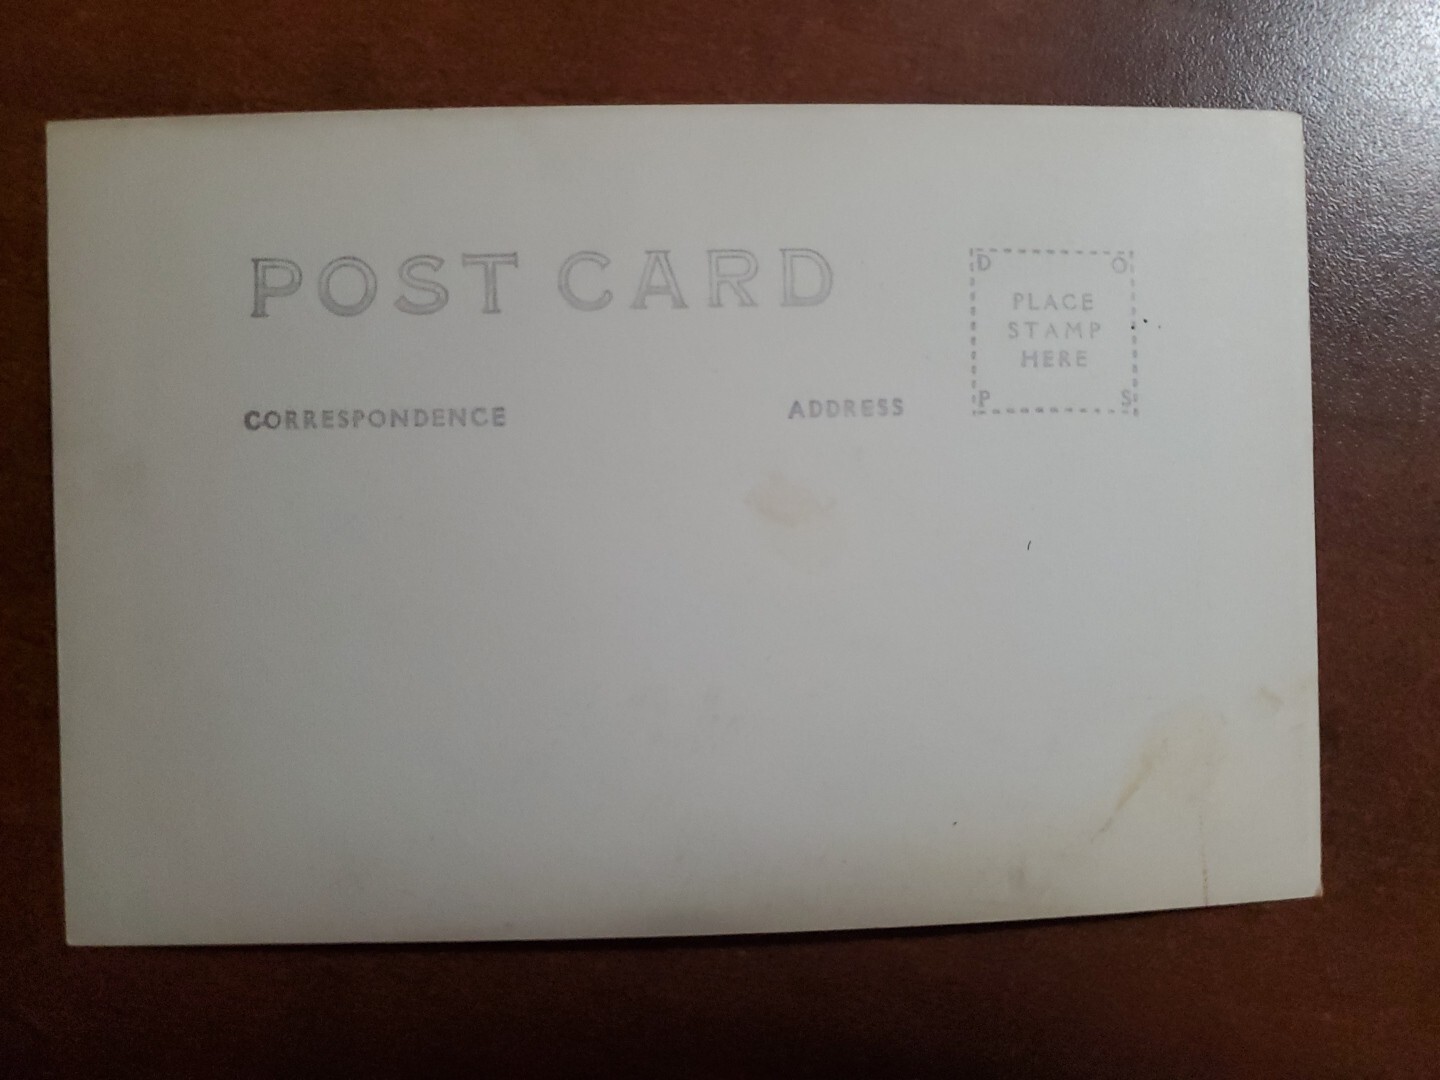 POST CARD
D O
PLACE
STAMP
HERE
P S
CORRESPONDENCE
ADDRESS